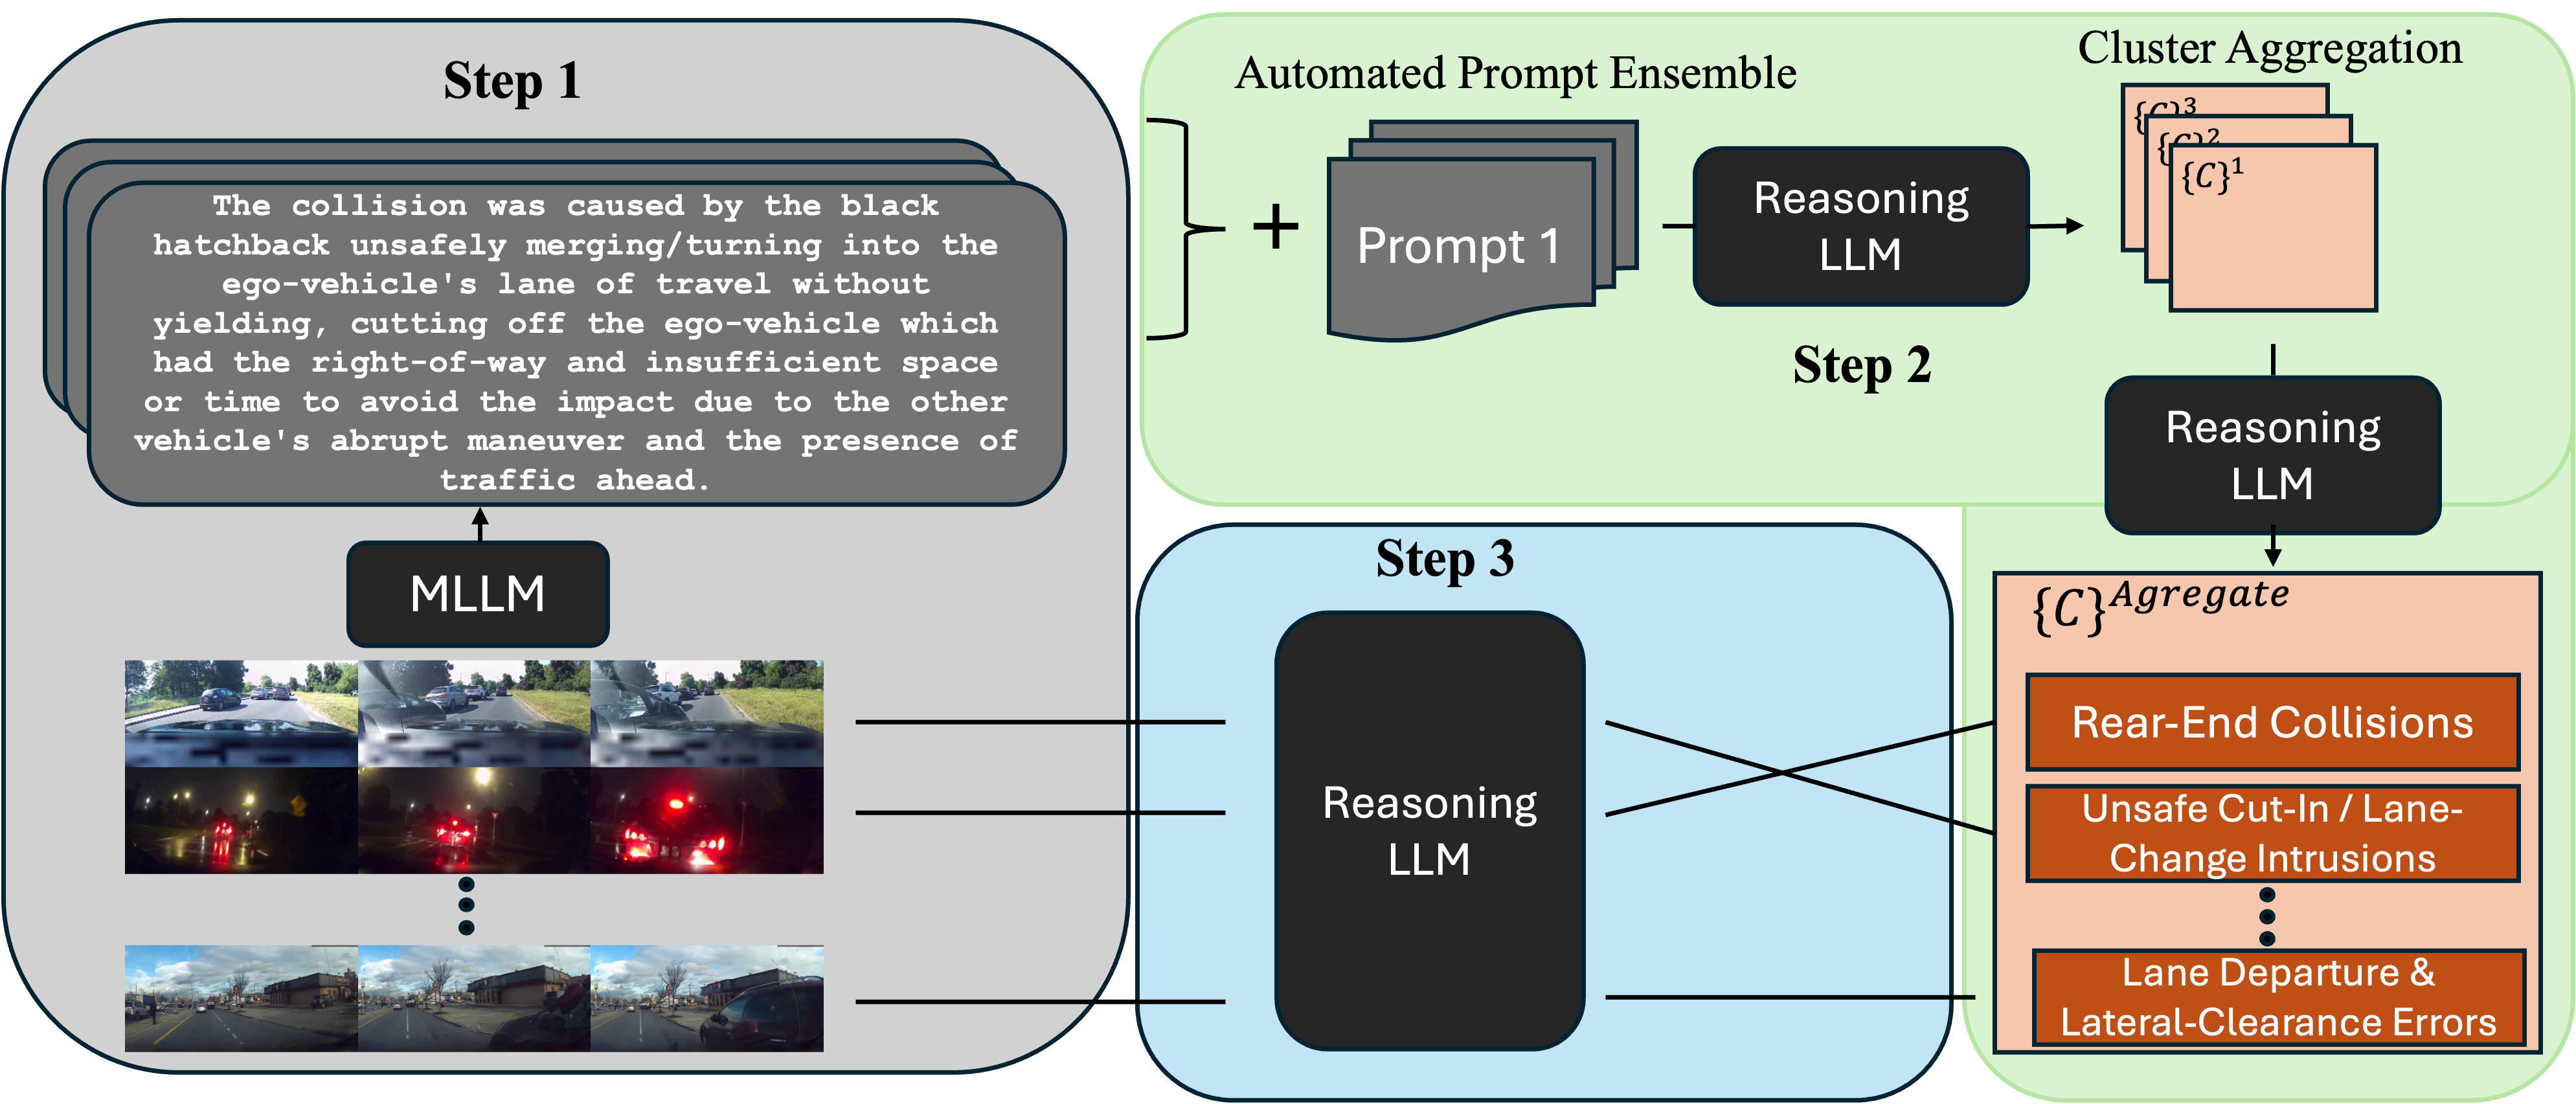 Step 1
The collision was caused by the black
hatchback unsafely merging/turning into the
ego-vehicle's lane of travel without
yielding, cutting off the ego-vehicle which
had the right-of-way and insufficient space
or time to avoid the impact due to the other
vehicle's abrupt maneuver and the presence of
traffic ahead.
MLLM
Automated Prompt Ensemble
+
Prompt 1
Reasoning
LLM
Step 2
Cluster Aggregation
{C}³
{C}²
{C}¹
Reasoning
LLM
Step 3
Reasoning
LLM
{C}^Agregate
Rear-End Collisions
Unsafe Cut-In / Lane-
Change Intrusions
Lane Departure &
Lateral-Clearance Errors